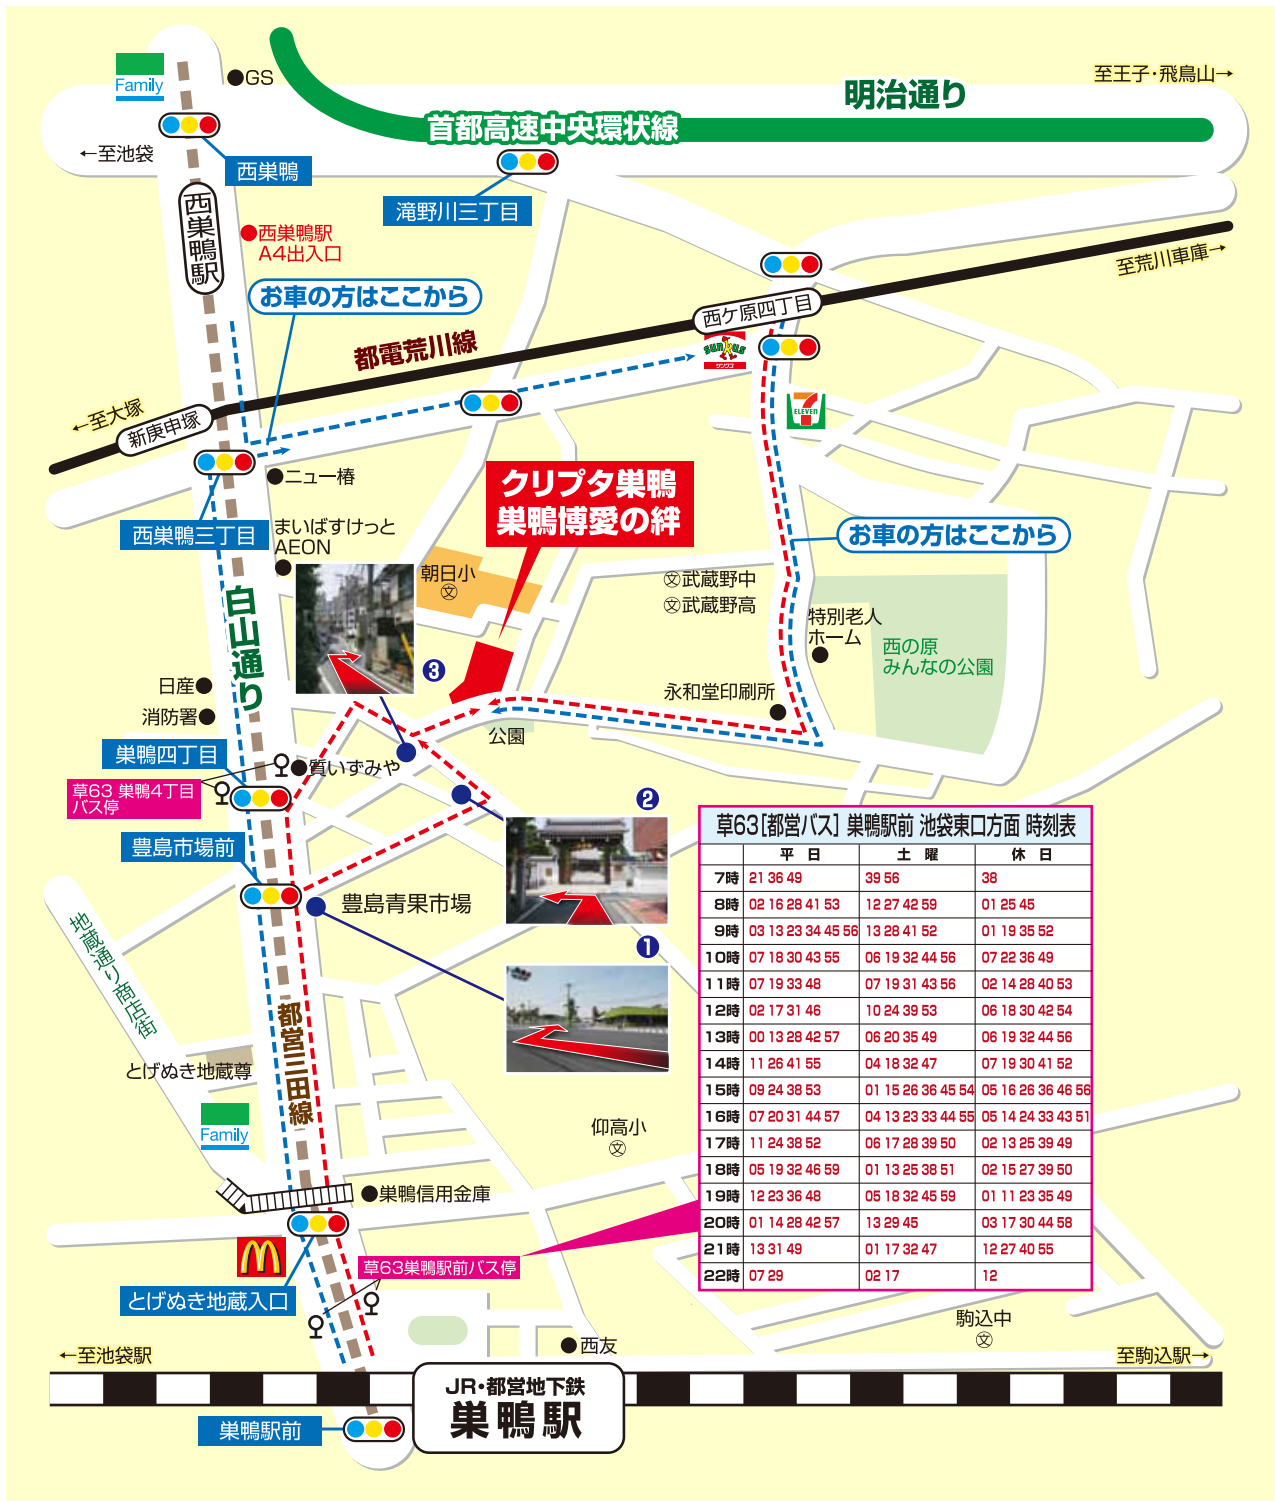 Family
GS
至王子・飛鳥山→
明治通り
首都高速中央環状線
←至池袋
西巣鴨
滝野川三丁目
西巣鴨駅
西巣鴨駅
A4出入口
至荒川車庫→
お車の方はここから
西ケ原四丁目
都電荒川線
sunkus
サンクス
7
ELEVEN
←至大塚
新庚申塚
ニュー椿
クリプタ巣鴨
巣鴨博愛の絆
西巣鴨三丁目
まいばすけっと
AEON
お車の方はここから
朝日小
文
文武蔵野中
文武蔵野高
白山通り
特別老人
ホーム
西の原
みんなの公園
❸
日産
消防署
永和堂印刷所
公園
巣鴨四丁目
質いずみや
草63 巣鴨4丁目
バス停
❷
豊島市場前
豊島青果市場
❶
地蔵通り商店街
都営三田線
とげぬき地蔵尊
Family
仰高小
文
巣鴨信用金庫
草63巣鴨駅前バス停
とげぬき地蔵入口
草63[都営バス] 巣鴨駅前 池袋東口方面 時刻表
平 日 土 曜 休 日
7時 21 36 49 39 56 38
8時 02 16 28 41 53 12 27 42 59 01 25 45
9時 03 13 23 34 45 56 13 28 41 52 01 19 35 52
10時 07 18 30 43 55 06 19 32 44 56 07 22 36 49
11時 07 19 33 48 07 19 31 43 56 02 14 28 40 53
12時 02 17 31 46 10 24 39 53 06 18 30 42 54
13時 00 13 28 42 57 06 20 35 49 06 19 32 44 56
14時 11 26 41 55 04 18 32 47 07 19 30 41 52
15時 09 24 38 53 01 15 26 36 45 54 05 16 26 36 46 56
16時 07 20 31 44 57 04 13 23 33 44 55 05 14 24 33 43 51
17時 11 24 38 52 06 17 28 39 50 02 13 25 39 49
18時 05 19 32 46 59 01 13 25 38 51 02 15 27 39 50
19時 12 23 36 48 05 18 32 45 59 01 11 23 35 49
20時 01 14 28 42 57 13 29 45 03 17 30 44 58
21時 13 31 49 01 17 32 47 12 27 40 55
22時 07 29 02 17 12
駒込中
文
西友
←至池袋駅
至駒込駅→
JR・都営地下鉄
巣鴨駅
巣鴨駅前